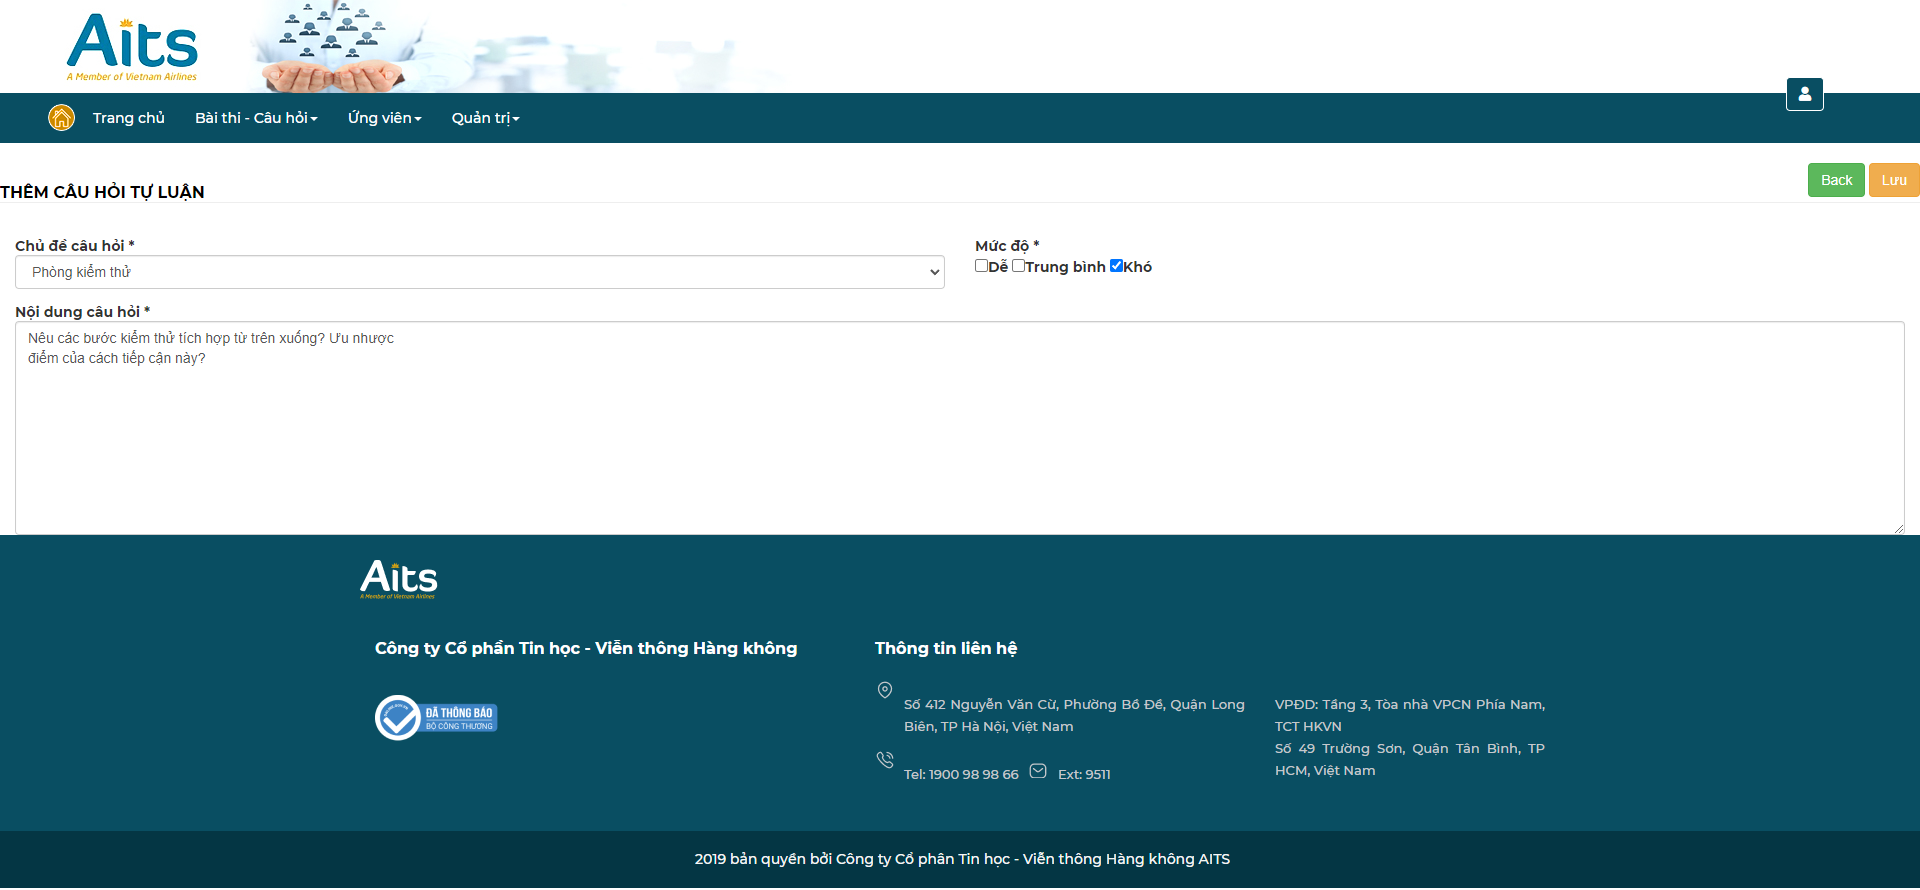 Aits
A Member of Vietnam Airlines
Trang chủ
Bài thi - Câu hỏi
Ứng viên
Quản trị
THÊM CÂU HỎI TỰ LUẬN
Back
Lưu
Chủ đề câu hỏi *
Phòng kiểm thử
Mức độ *
Dễ Trung bình Khó
Nội dung câu hỏi *
Nêu các bước kiểm thử tích hợp từ trên xuống? Ưu nhược
điểm của cách tiếp cận này?
Aits
A Member of Vietnam Airlines
Công ty Cổ phần Tin học - Viễn thông Hàng không
ĐÃ THÔNG BÁO
BỘ CÔNG THƯƠNG
Thông tin liên hệ
Số 412 Nguyễn Văn Cừ, Phường Bồ Đề, Quận Long
Biên, TP Hà Nội, Việt Nam
Tel: 1900 98 98 66
Ext: 9511
VPĐD: Tầng 3, Tòa nhà VPCN Phía Nam,
TCT HKVN
Số 49 Trường Sơn, Quận Tân Bình, TP
HCM, Việt Nam
2019 bản quyền bởi Công ty Cổ phân Tin học - Viễn thông Hàng không AITS